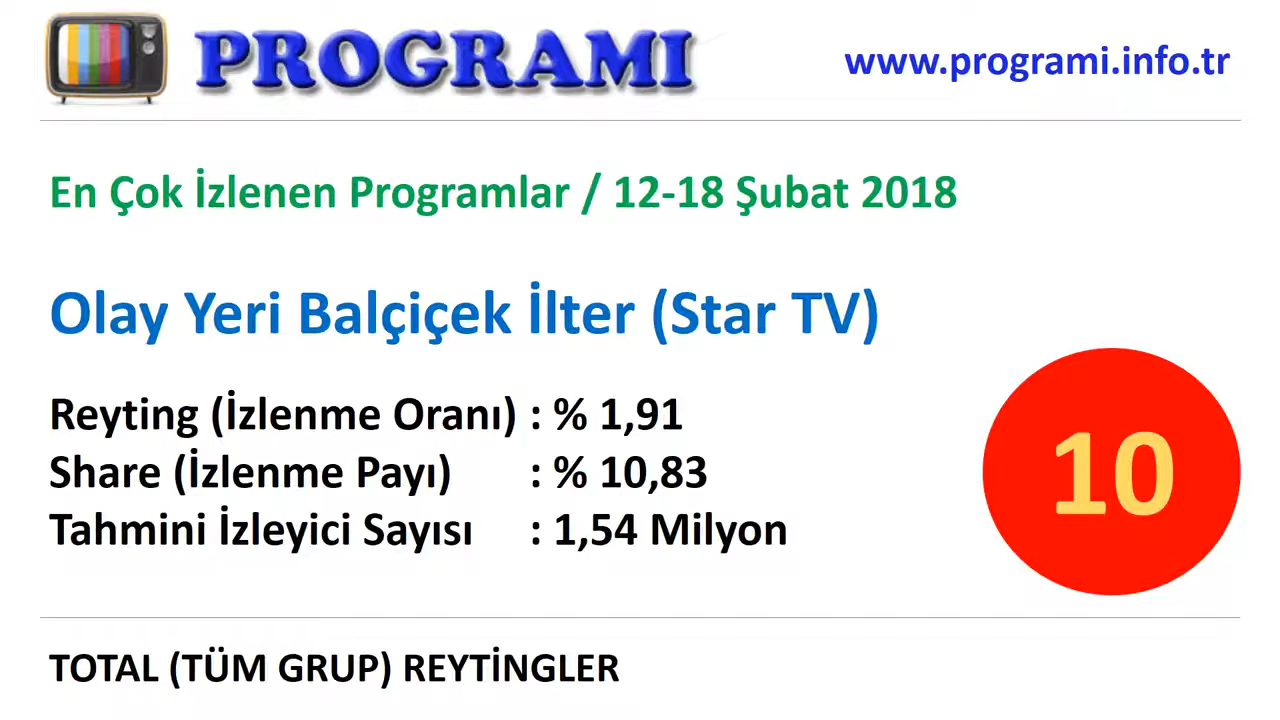 PROGRAMI
www.programi.info.tr
En Çok İzlenen Programlar / 12-18 Şubat 2018
Olay Yeri Balçiçek İlter (Star TV)
Reyting (İzlenme Oranı) : % 1,91
Share (İzlenme Payı) : % 10,83
Tahmini İzleyici Sayısı : 1,54 Milyon
10
TOTAL (TÜM GRUP) REYTİNGLER